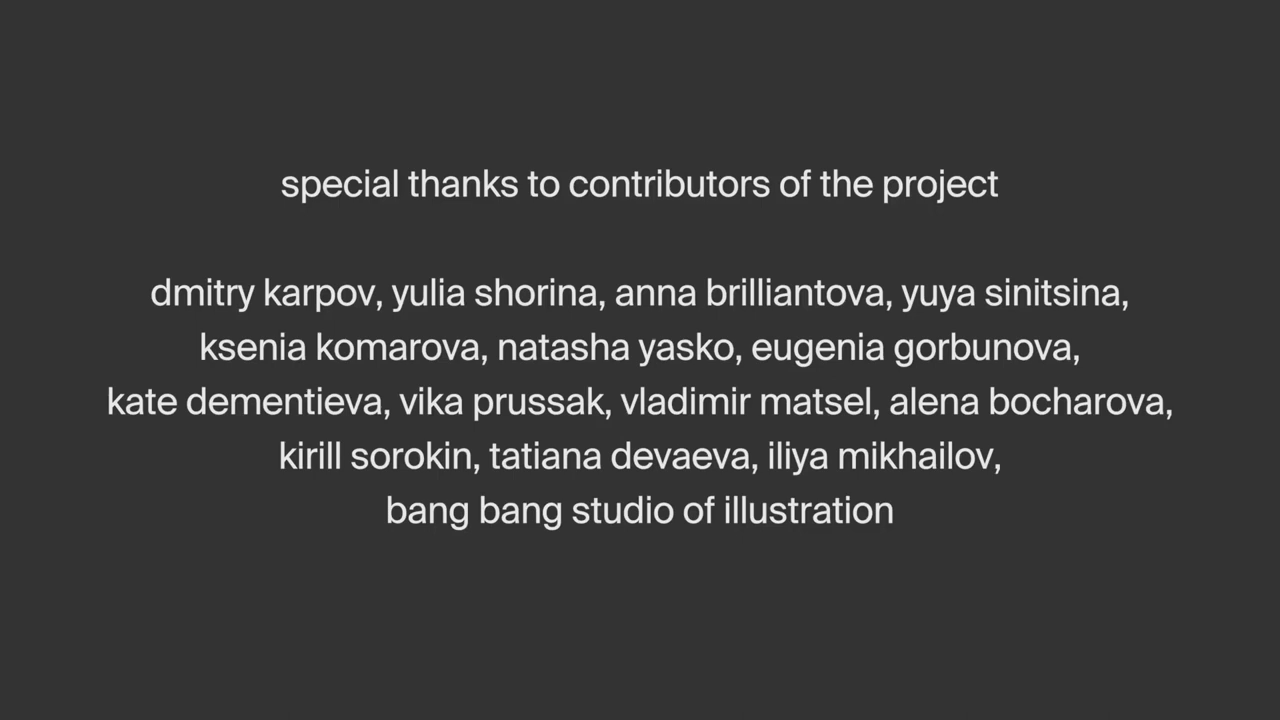 special thanks to contributors of the project
dmitry karpov, yulia shorina, anna brilliantova, yuya sinitsina,
ksenia komarova, natasha yasko, eugenia gorbunova,
kate dementieva, vika prussak, vladimir matsel, alena bocharova,
kirill sorokin, tatiana devaeva, iliya mikhailov,
bang bang studio of illustration